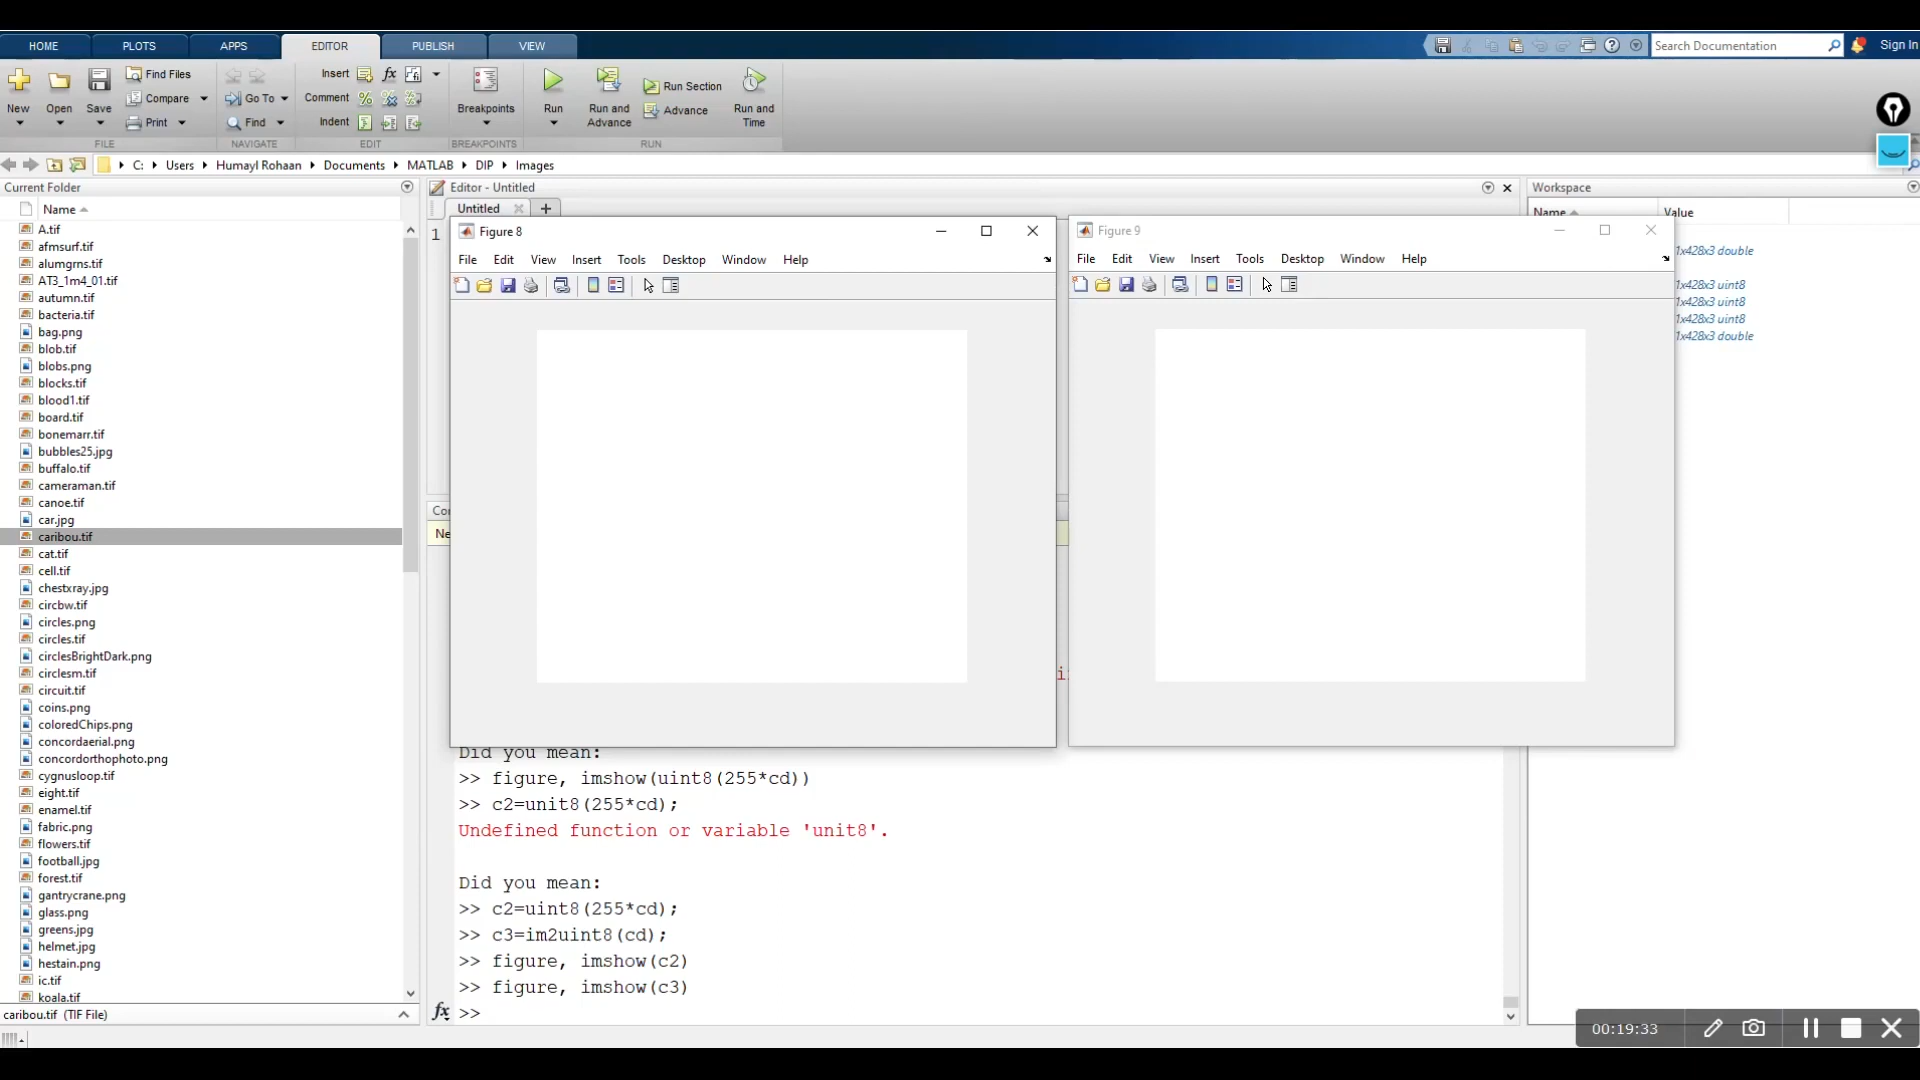 HOME PLOTS APPS EDITOR PUBLISH VIEW Search Documentation Sign In
New Open Save Find Files Compare Print Go To Find Insert fx Comment Indent Breakpoints Run Run and Advance Run Section Advance Run and Time
FILE NAVIGATE EDIT BREAKPOINTS RUN
C: Users Humayl Rohaan Documents MATLAB DIP Images
Current Folder
Name
A.tif
afmsurf.tif
alumgrns.tif
AT3_1m4_01.tif
autumn.tif
bacteria.tif
bag.png
blob.tif
blobs.png
blocks.tif
blood1.tif
board.tif
bonemarr.tif
bubbles25.jpg
buffalo.tif
cameraman.tif
canoe.tif
car.jpg
caribou.tif
cat.tif
cell.tif
chestxray.jpg
circbw.tif
circles.png
circles.tif
circlesBrightDark.png
circlesm.tif
circuit.tif
coins.png
coloredChips.png
concordaerial.png
concordorthophoto.png
cygnusloop.tif
eight.tif
enamel.tif
fabric.png
flowers.tif
football.jpg
forest.tif
gantrycrane.png
glass.png
greens.jpg
helmet.jpg
hestain.png
ic.tif
koala.tif
caribou.tif (TIF File)
Editor - Untitled
Untitled
1
Figure 8
File Edit View Insert Tools Desktop Window Help
Figure 9
File Edit View Insert Tools Desktop Window Help
Did you mean:
>> figure, imshow(uint8(255*cd))
>> c2=unit8(255*cd);
Undefined function or variable 'unit8'.
Did you mean:
>> c2=uint8(255*cd);
>> c3=im2uint8(cd);
>> figure, imshow(c2)
>> figure, imshow(c3)
fx >>
Workspace
Name Value
1x428x3 double
1x428x3 uint8
1x428x3 uint8
1x428x3 uint8
1x428x3 double
00:19:33